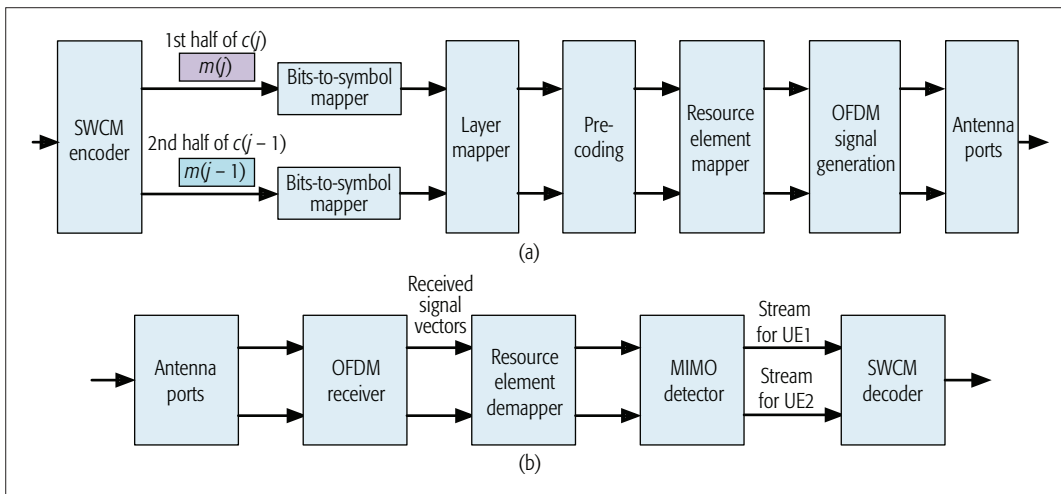 1st half of c(j)
m(j)
SWCM
encoder
2nd half of c(j – 1)
m(j – 1)
Bits-to-symbol
mapper
Bits-to-symbol
mapper
Layer
mapper
Pre-
coding
Resource
element
mapper
OFDM
signal
generation
Antenna
ports
(a)
Antenna
ports
OFDM
receiver
Received
signal
vectors
Resource
element
demapper
MIMO
detector
Stream
for UE1
Stream
for UE2
SWCM
decoder
(b)